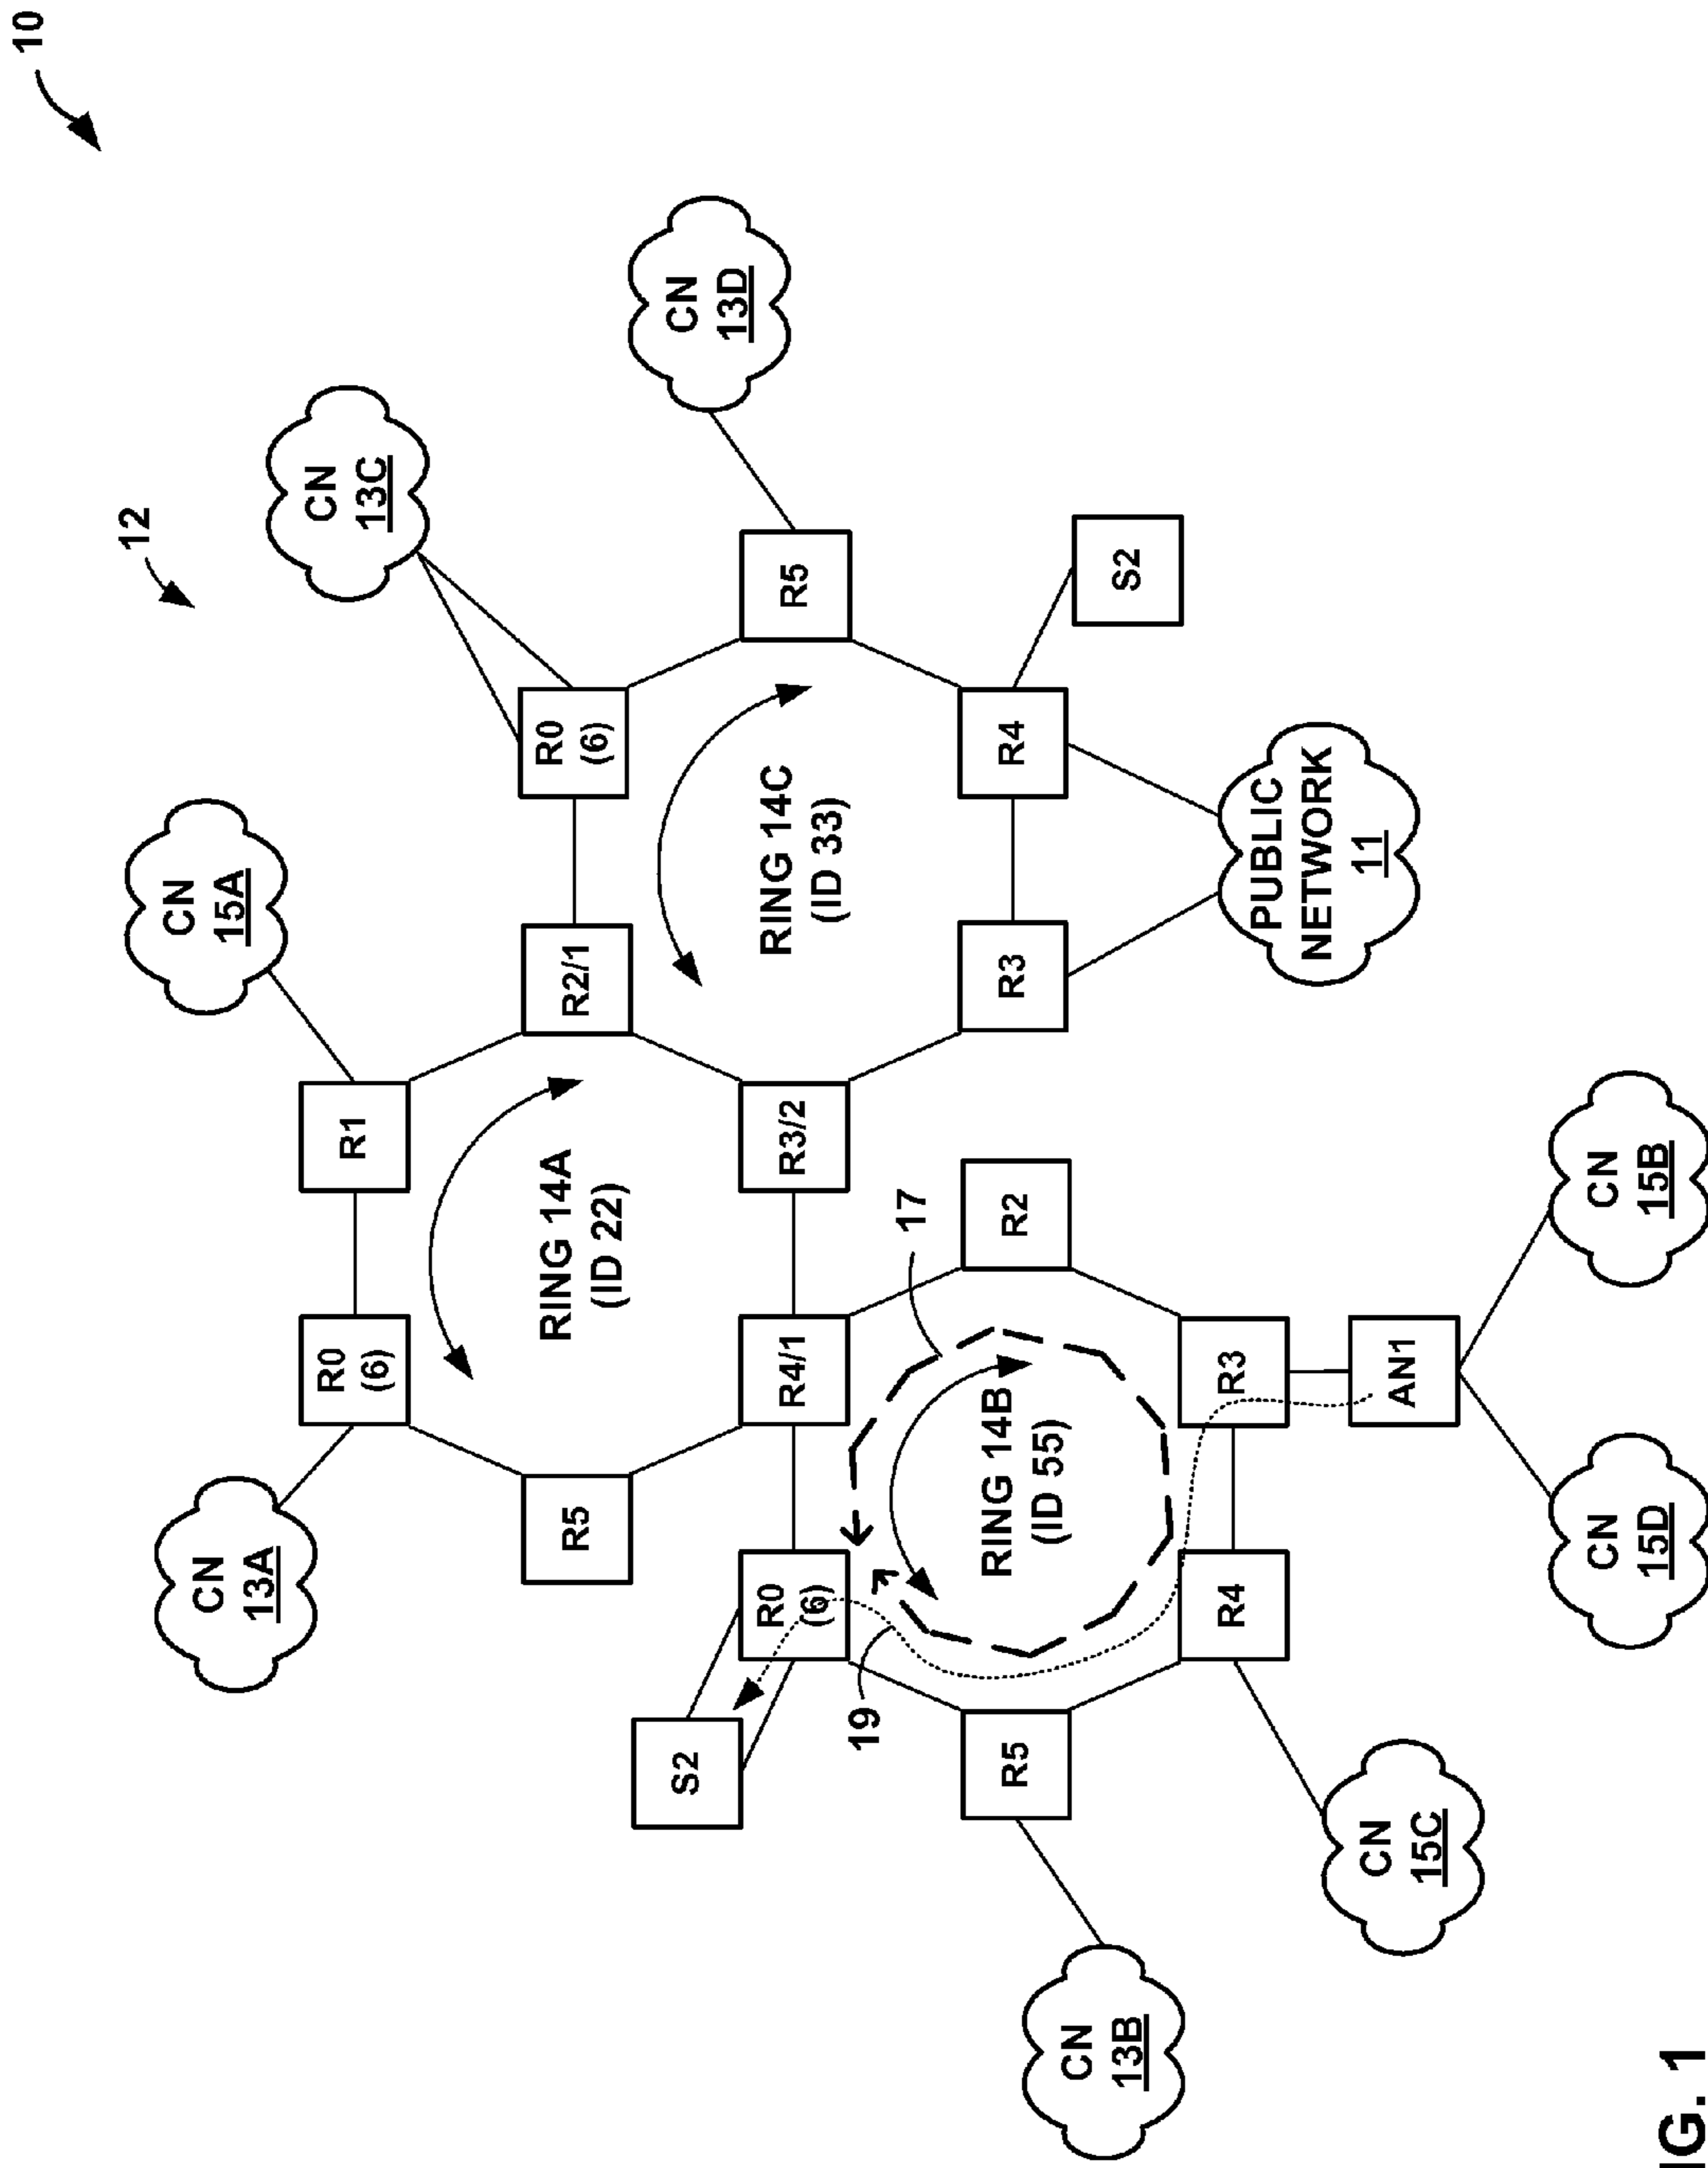 10
12
CN
13A
CN
15A
CN
13C
CN
13D
R0
(6)
R1
R5
R2/1
R0
(6)
R5
RING 14A
(ID 22)
RING 14C
(ID 33)
S2
R0
(6)
R4/1
R3/2
R3
R4
S2
17
19
R5
R2
RING 14B
(ID 55)
PUBLIC
NETWORK
11
CN
13B
R4
R3
CN
15C
AN1
CN
15D
CN
15B
IG. 1